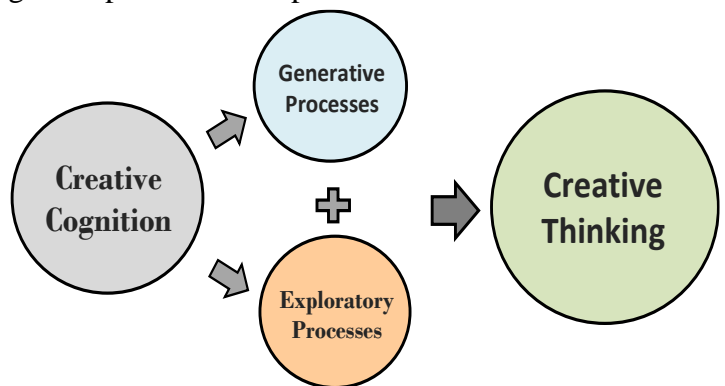 Generative
Processes
Creative
Cognition
Creative
Thinking
Exploratory
Processes